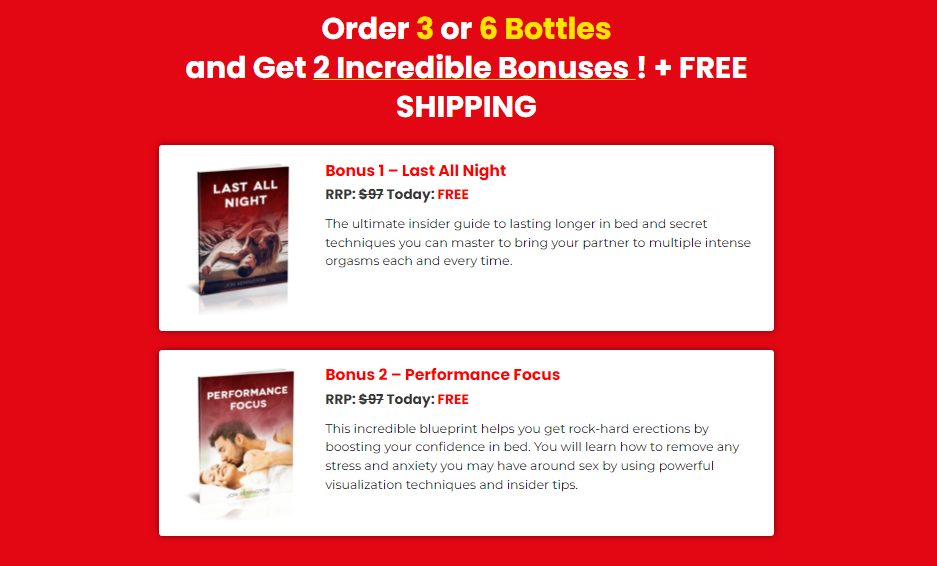 Order 3 or 6 Bottles
and Get 2 Incredible Bonuses ! + FREE
SHIPPING
LAST ALL
NIGHT
JON REMINGTON
Bonus 1 – Last All Night
RRP: $97 Today: FREE
The ultimate insider guide to lasting longer in bed and secret
techniques you can master to bring your partner to multiple intense
orgasms each and every time.
PERFORMANCE
FOCUS
JON REMINGTON
Bonus 2 – Performance Focus
RRP: $97 Today: FREE
This incredible blueprint helps you get rock-hard erections by
boosting your confidence in bed. You will learn how to remove any
stress and anxiety you may have around sex by using powerful
visualization techniques and insider tips.